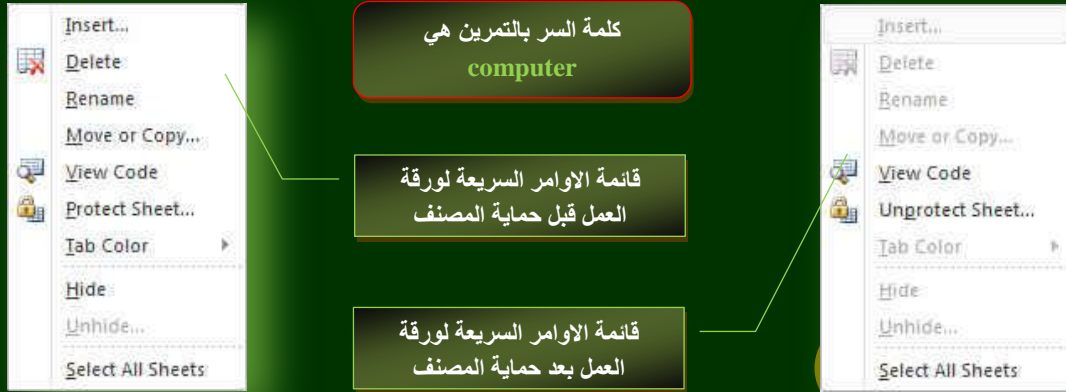 Insert...
Delete
Rename
Move or Copy...
View Code
Protect Sheet...
Tab Color
Hide
Unhide...
Select All Sheets
كلمة السر بالتمرين هي
computer
قائمة الاوامر السريعة لورقة
العمل قبل حماية المصنف
قائمة الاوامر السريعة لورقة
العمل بعد حماية المصنف
Insert...
Delete
Rename
Move or Copy...
View Code
Unprotect Sheet...
Tab Color
Hide
Unhide...
Select All Sheets